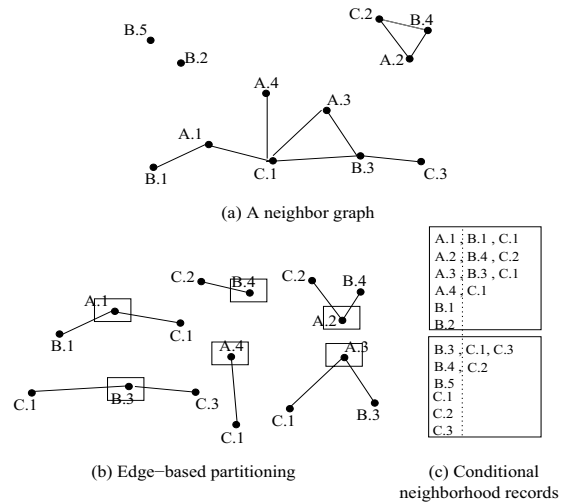 C.2
B.4
B.5
B.2
A.2
A.4
A.3
A.1
B.1
C.1
B.3
C.3
(a) A neighbor graph
C.2
B.4
C.2
B.4
A.1
A.2
B.1
C.1
A.4
A.3
C.1
B.3
C.3
C.1
C.1
B.3
(b) Edge−based partitioning
A.1 , B.1 , C.1
A.2 , B.4 , C.2
A.3 , B.3 , C.1
A.4 , C.1
B.1
B.2
B.3 , C.1, C.3
B.4 , C.2
B.5
C.1
C.2
C.3
(c) Conditional
neighborhood records